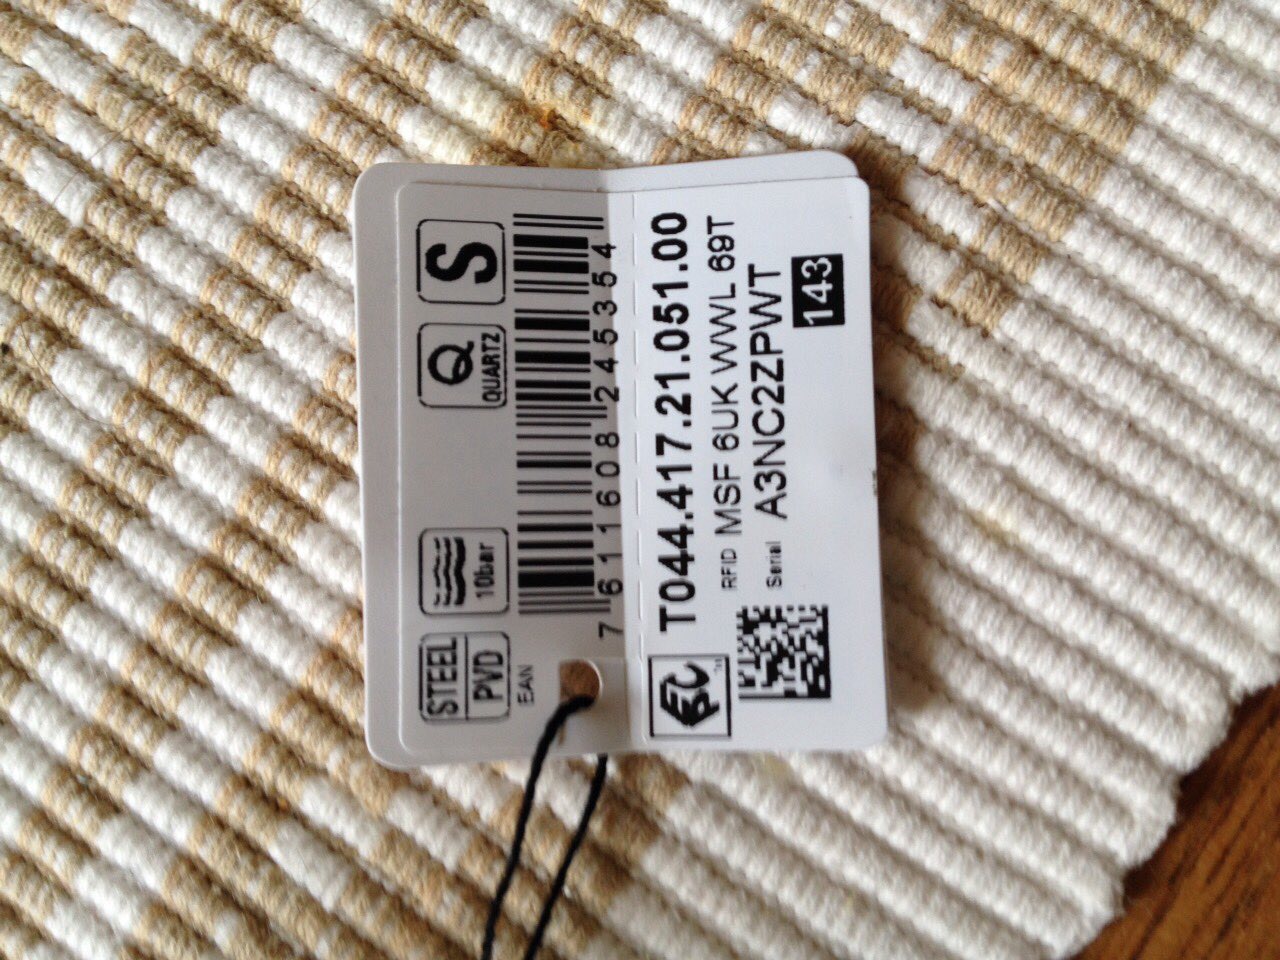 S
Q
QUARTZ
10bar
STEEL
PVD
EAN
7 611608 245354
T044.417.21.051.00
RFID MSF 6UK WWL 69T
Serial A3NC2ZPWT
143